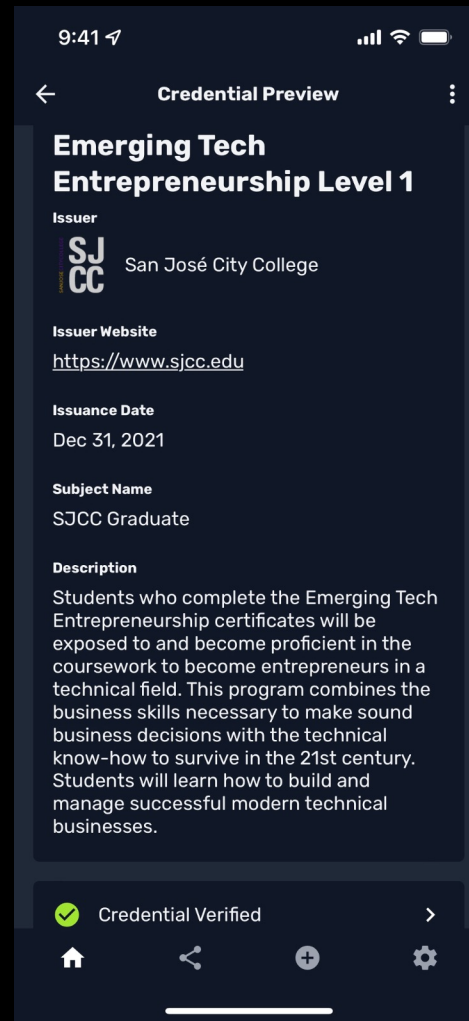 9:41
Credential Preview
Emerging Tech
Entrepreneurship Level 1
Issuer
SJ
CC
San José City College
Issuer Website
https://www.sjcc.edu
Issuance Date
Dec 31, 2021
Subject Name
SJCC Graduate
Description
Students who complete the Emerging Tech
Entrepreneurship certificates will be
exposed to and become proficient in the
coursework to become entrepreneurs in a
technical field. This program combines the
business skills necessary to make sound
business decisions with the technical
know-how to survive in the 21st century.
Students will learn how to build and
manage successful modern technical
businesses.
Credential Verified